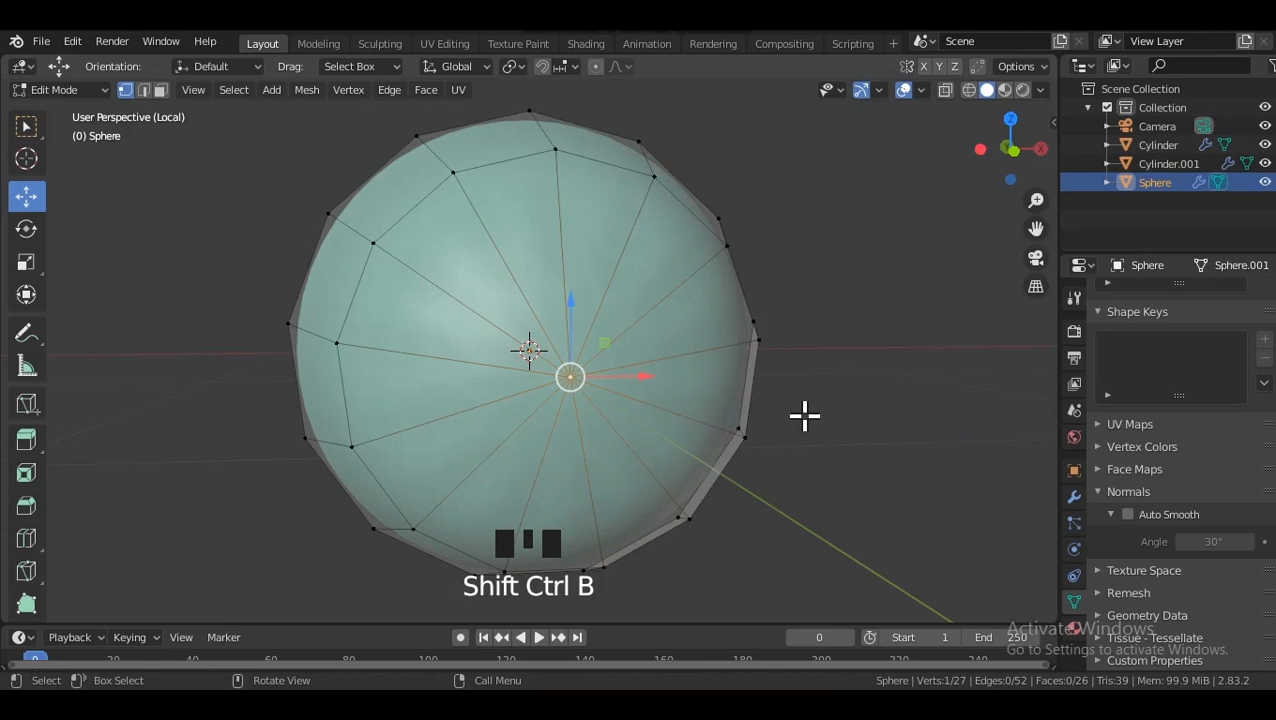 File Edit Render Window Help Layout Modeling Sculpting UV Editing Texture Paint Shading Animation Rendering Compositing Scripting + Scene View Layer
Orientation: Default Drag: Select Box Global X Y Z Options
Edit Mode View Select Add Mesh Vertex Edge Face UV
User Perspective (Local)
(0) Sphere
Z
Scene Collection
Collection
Camera
Cylinder
Cylinder.001
Sphere
Sphere Sphere.001
Shape Keys
UV Maps
Vertex Colors
Face Maps
Normals
Auto Smooth
Angle 30°
Texture Space
Remesh
Geometry Data
Tissue - Tessellate
Custom Properties
Shift Ctrl B
Activate Windows
Go to Settings to activate Windows.
Playback Keying View Marker 0 Start 1 End 250
0
Select Box Select Rotate View Call Menu Sphere | Verts:1/27 | Edges:0/52 | Faces:0/26 | Tris:39 | Mem: 99.9 MiB | 2.83.2